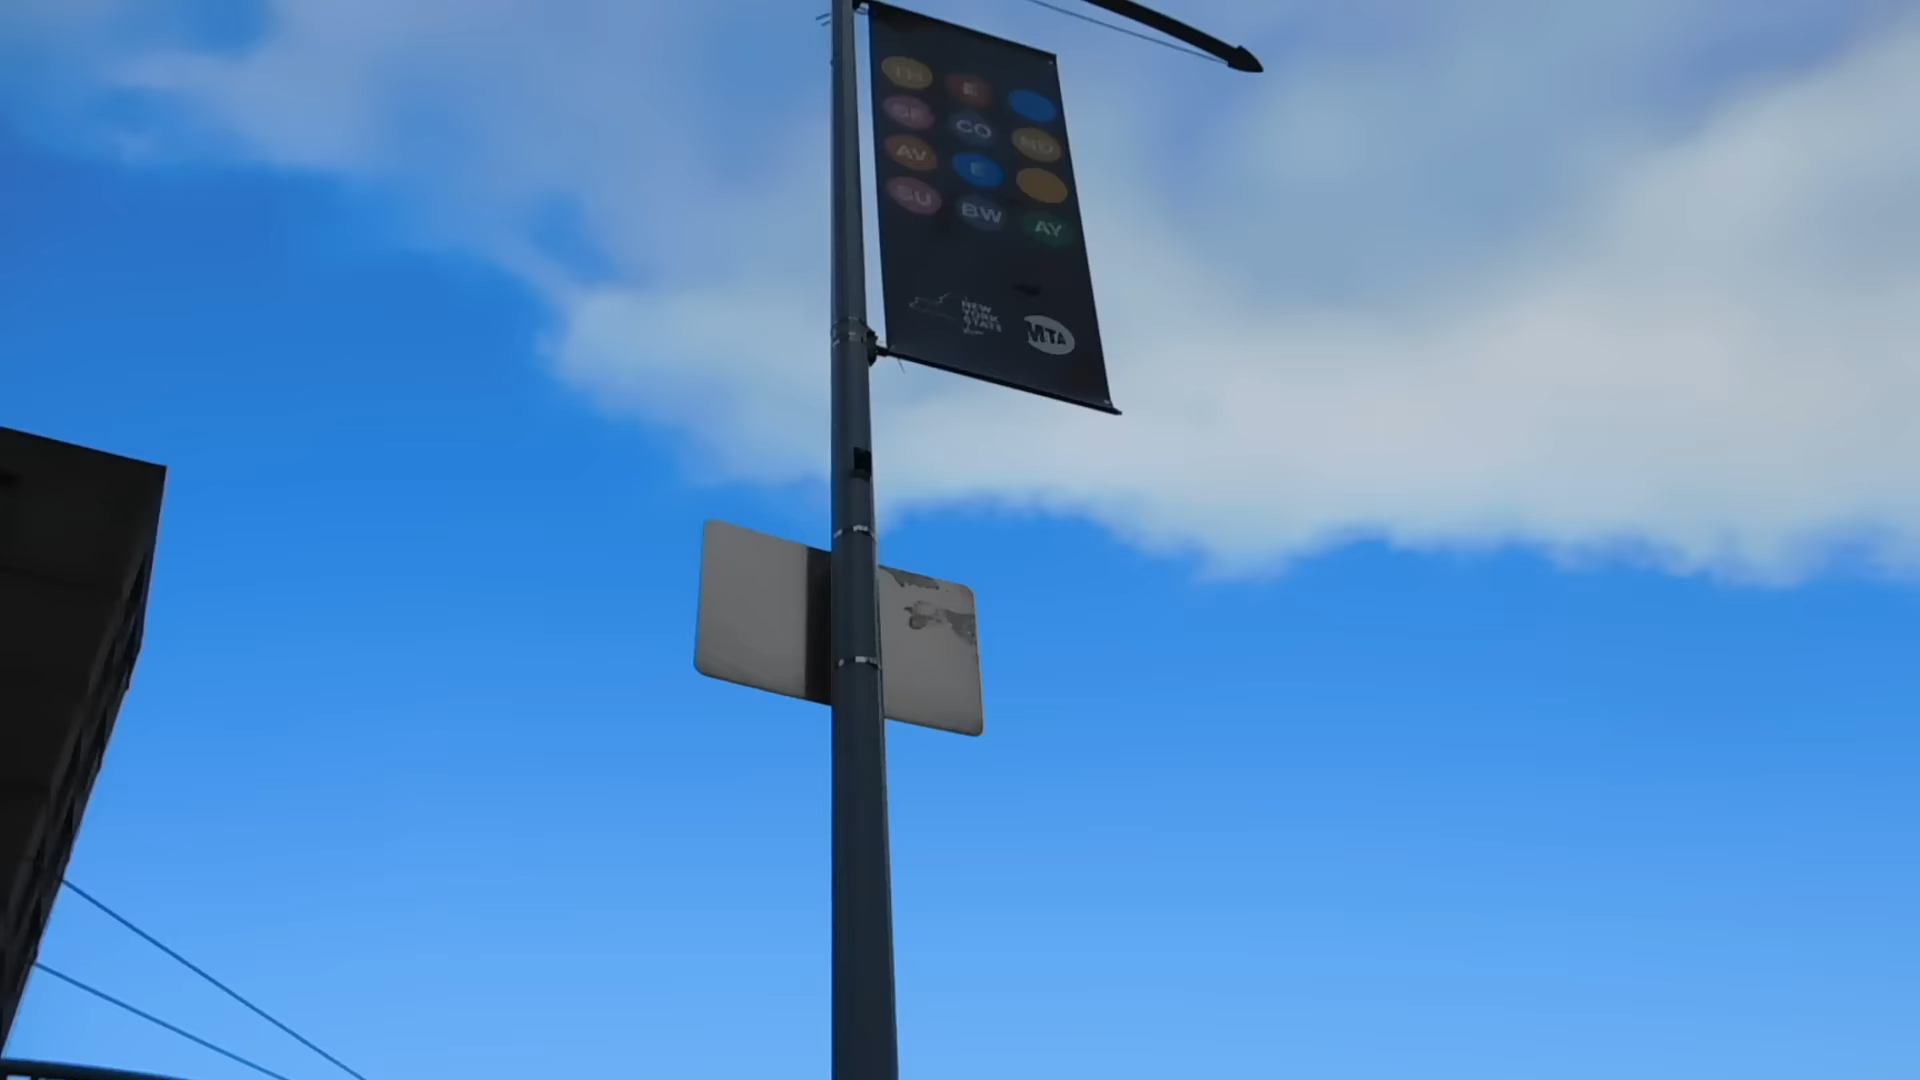 TH E
SE CO ND
AV E
SU BW AY
NEW
YORK
STATE
MTA